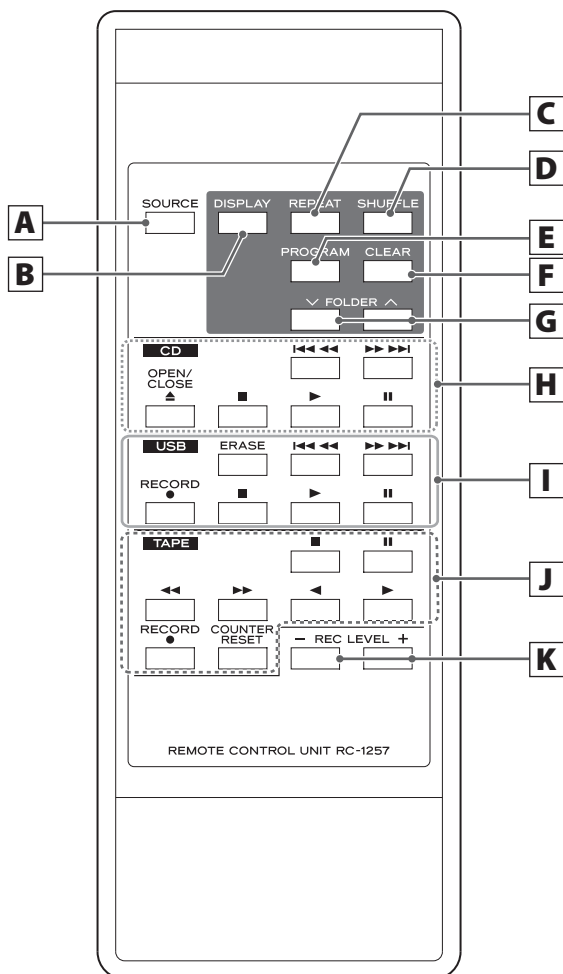 C
D
SOURCE DISPLAY REPEAT SHUFFLE
A
E
PROGRAM CLEAR
B
F
FOLDER
G
CD
OPEN/
CLOSE
H
USB ERASE
RECORD
I
TAPE
J
RECORD COUNTER
RESET
− REC LEVEL +
K
REMOTE CONTROL UNIT RC-1257